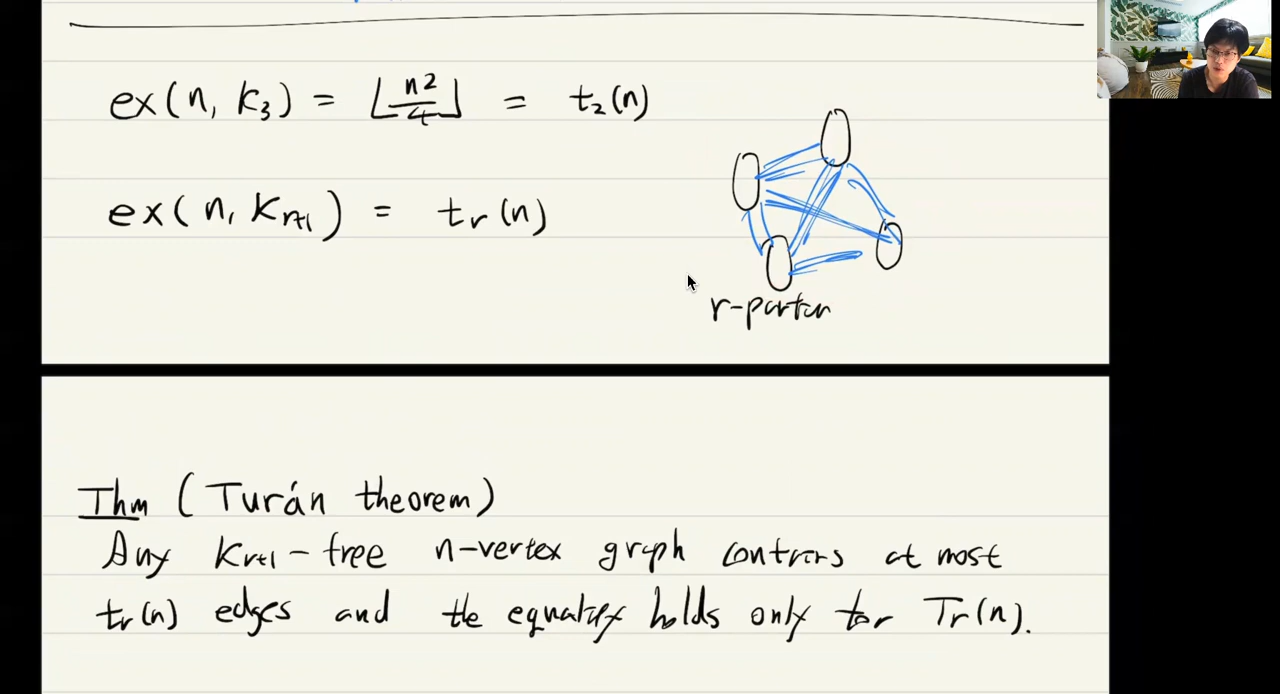 ex(n, K₃) = ⌊n²/4⌋ = t₂(n)
ex(n, Kᵣ₊₁) = tᵣ(n)
r-partan
Thm (Turán theorem)
Any Kᵣ₊₁-free n-vertex graph contains at most
tᵣ(n) edges and the equality holds only for Tᵣ(n).